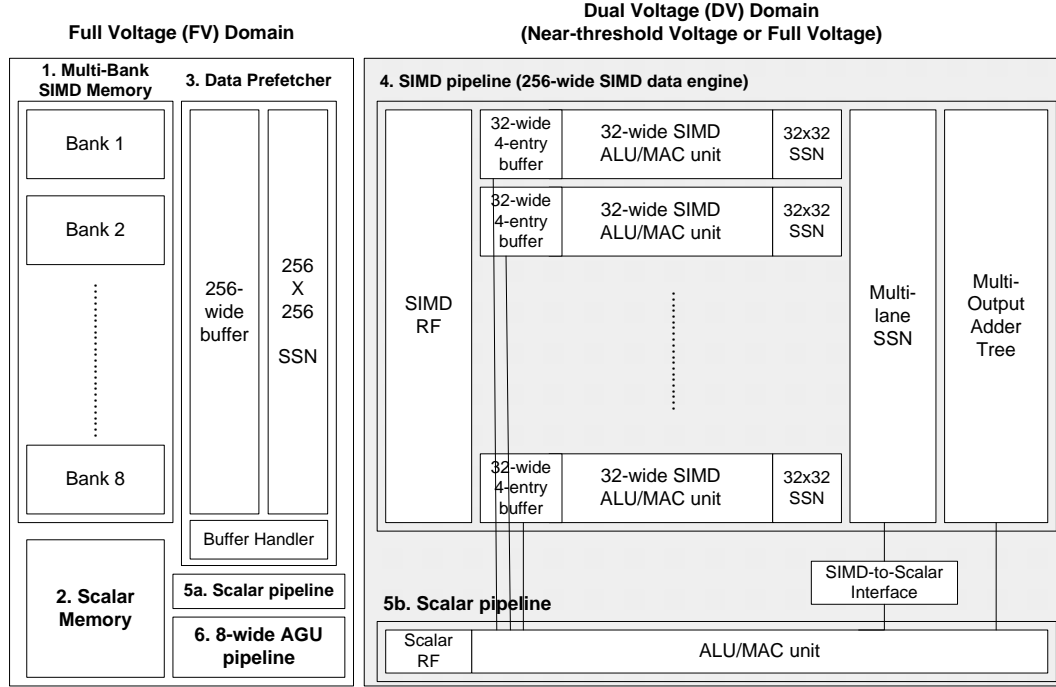 Full Voltage (FV) Domain
Dual Voltage (DV) Domain
(Near-threshold Voltage or Full Voltage)
1. Multi-Bank
SIMD Memory
Bank 1
Bank 2
Bank 8
3. Data Prefetcher
256-
wide
buffer
256
X
256
SSN
Buffer Handler
2. Scalar
Memory
5a. Scalar pipeline
6. 8-wide AGU
pipeline
4. SIMD pipeline (256-wide SIMD data engine)
SIMD
RF
32-wide
4-entry
buffer
32-wide SIMD
ALU/MAC unit
32x32
SSN
32-wide
4-entry
buffer
32-wide SIMD
ALU/MAC unit
32x32
SSN
32-wide
4-entry
buffer
32-wide SIMD
ALU/MAC unit
32x32
SSN
Multi-
lane
SSN
Multi-
Output
Adder
Tree
SIMD-to-Scalar
Interface
5b. Scalar pipeline
Scalar
RF
ALU/MAC unit